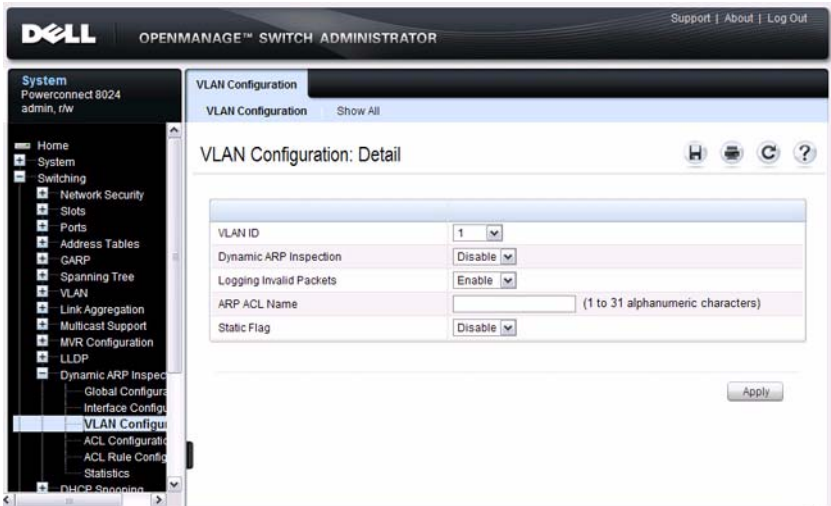 Support | About | Log Out
DELL
OPENMANAGE™ SWITCH ADMINISTRATOR
System
Powerconnect 8024
admin, r/w
Home
System
Switching
Network Security
Slots
Ports
Address Tables
GARP
Spanning Tree
VLAN
Link Aggregation
Multicast Support
MVR Configuration
LLDP
Dynamic ARP Inspec
Global Configura
Interface Configu
VLAN Configur
ACL Configuratio
ACL Rule Config
Statistics
DHCP Snooping
VLAN Configuration
VLAN Configuration Show All
VLAN Configuration: Detail
?
VLAN ID 1
Dynamic ARP Inspection Disable
Logging Invalid Packets Enable
ARP ACL Name (1 to 31 alphanumeric characters)
Static Flag Disable
Apply